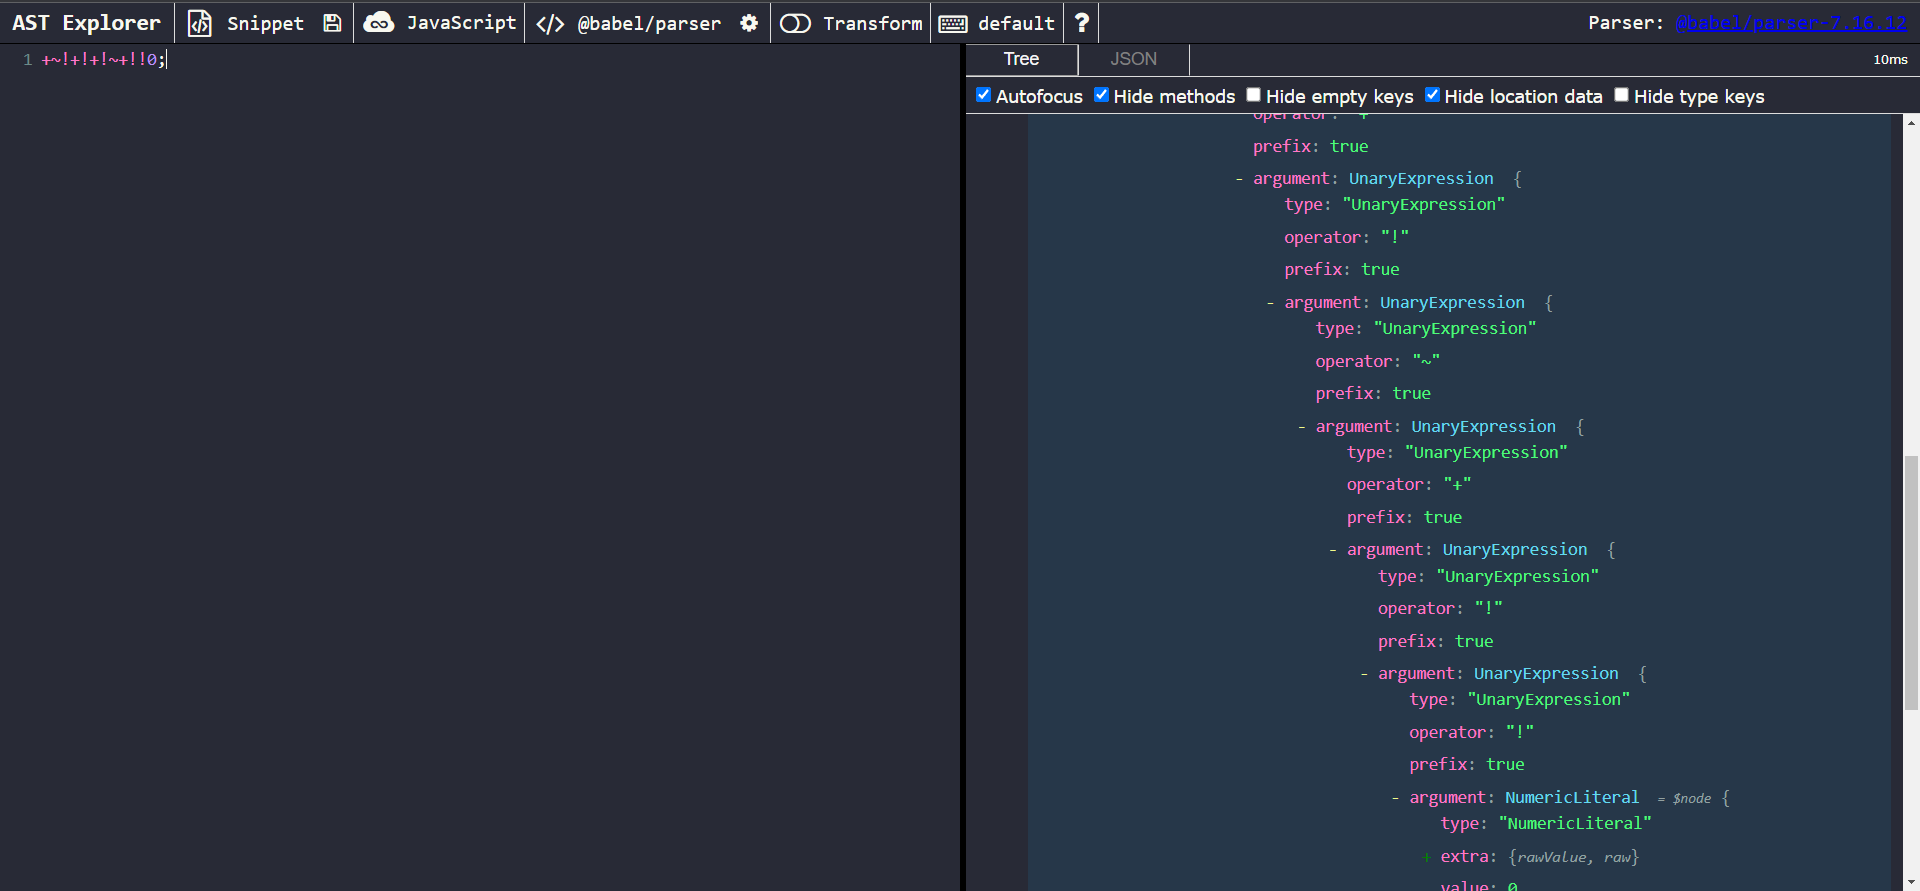 AST Explorer Snippet JavaScript </> @babel/parser Transform default ? Parser: @babel/parser-7.16.12
1 +~!+!+!~+!!0;
Tree JSON 10ms
Autofocus Hide methods Hide empty keys Hide location data Hide type keys
operator: "+"
prefix: true
- argument: UnaryExpression {
type: "UnaryExpression"
operator: "!"
prefix: true
- argument: UnaryExpression {
type: "UnaryExpression"
operator: "~"
prefix: true
- argument: UnaryExpression {
type: "UnaryExpression"
operator: "+"
prefix: true
- argument: UnaryExpression {
type: "UnaryExpression"
operator: "!"
prefix: true
- argument: UnaryExpression {
type: "UnaryExpression"
operator: "!"
prefix: true
- argument: NumericLiteral = $node {
type: "NumericLiteral"
+ extra: {rawValue, raw}
value: 0